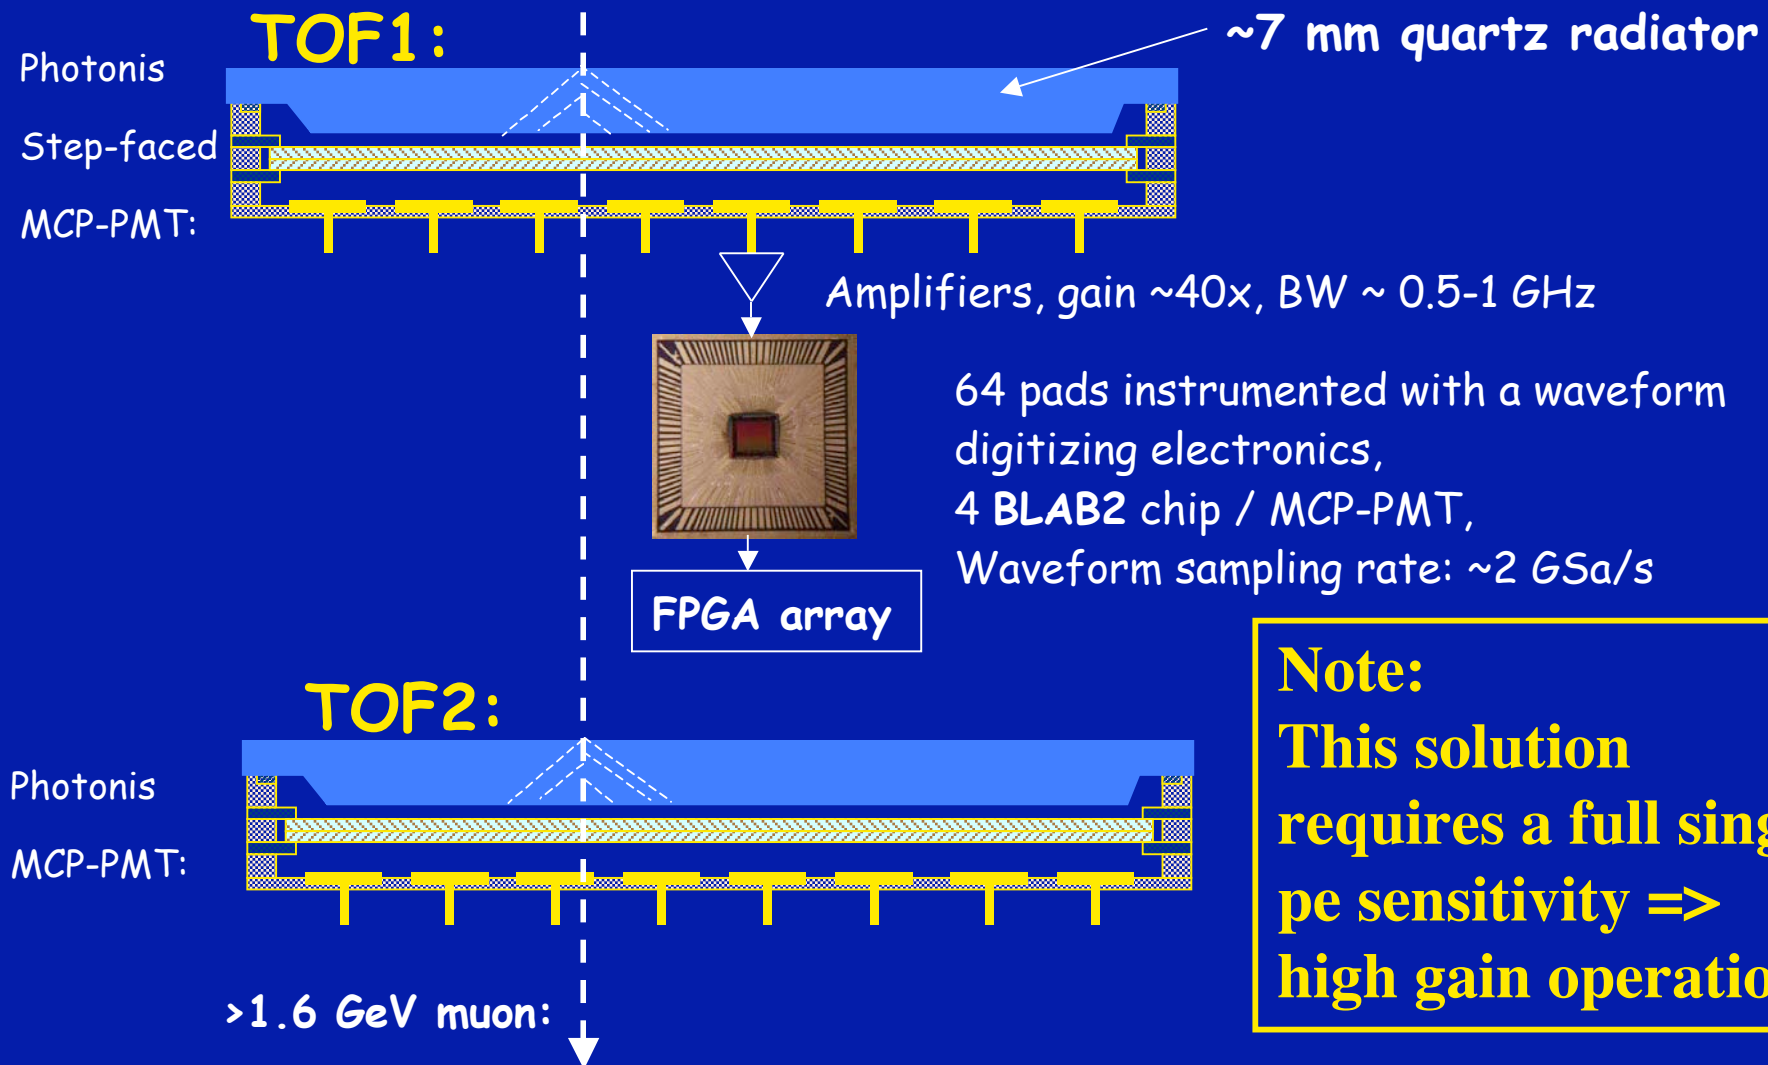 TOF1:
~7 mm quartz radiator
Photonis
Step-faced
MCP-PMT:
Amplifiers, gain ~40x, BW ~ 0.5-1 GHz
64 pads instrumented with a waveform
digitizing electronics,
4 BLAB2 chip / MCP-PMT,
Waveform sampling rate: ~2 GSa/s
FPGA array
Note:
This solution
requires a full sing
pe sensitivity =>
high gain operatio
TOF2:
Photonis
MCP-PMT:
>1.6 GeV muon: